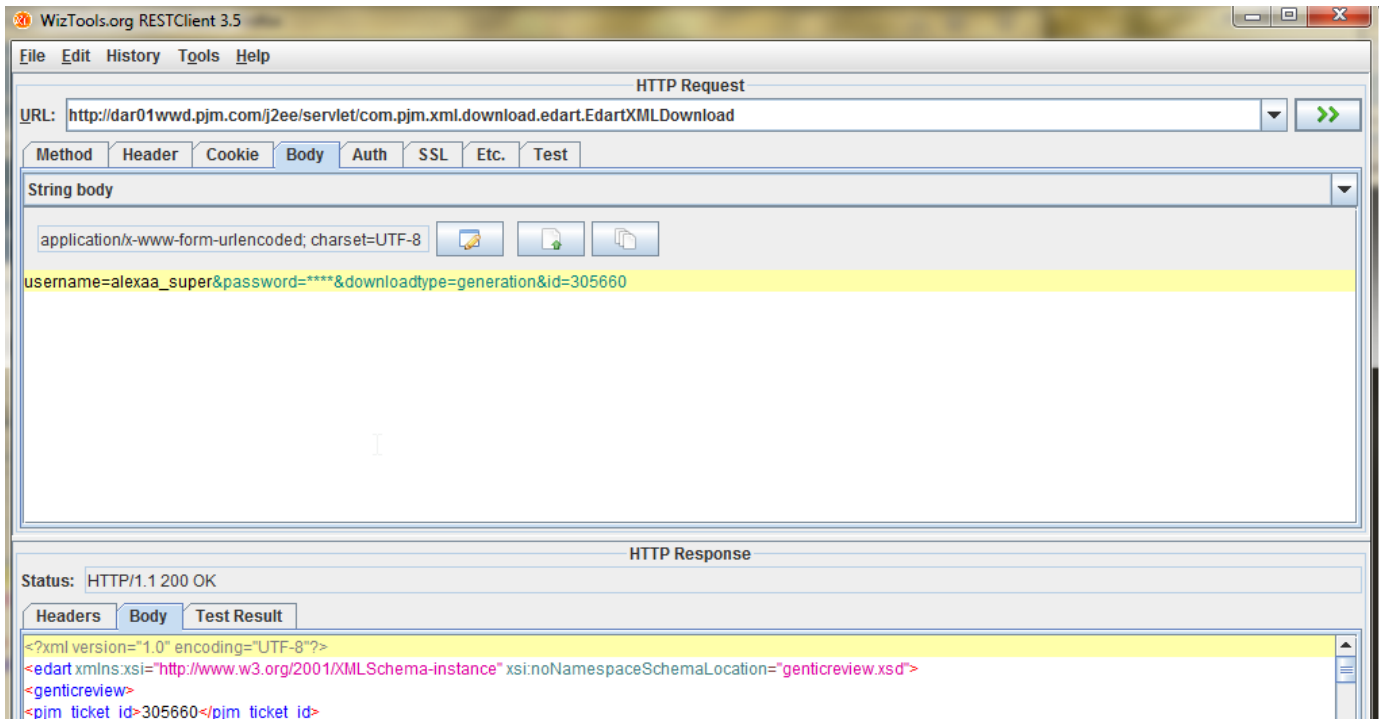 WizTools.org RESTClient 3.5
File Edit History Tools Help
HTTP Request
URL: http://dar01wwd.pjm.com/j2ee/servlet/com.pjm.xml.download.edart.EdartXMLDownload
Method Header Cookie Body Auth SSL Etc. Test
String body
application/x-www-form-urlencoded; charset=UTF-8
username=alexaa_super&password=****&downloadtype=generation&id=305660
HTTP Response
Status: HTTP/1.1 200 OK
Headers Body Test Result
<?xml version="1.0" encoding="UTF-8"?>
<edart xmlns:xsi="http://www.w3.org/2001/XMLSchema-instance" xsi:noNamespaceSchemaLocation="genticreview.xsd">
<genticreview>
<pjm_ticket_id>305660</pjm_ticket_id>